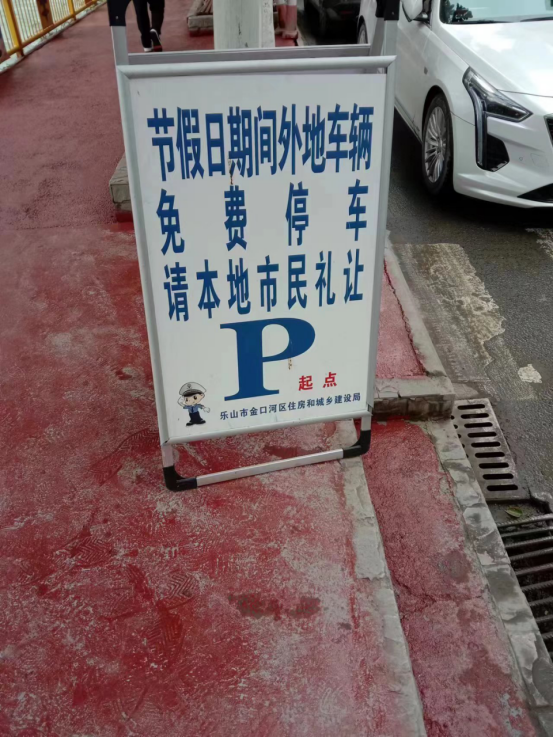 节假日期间外地车辆
免费停车
请本地市民礼让
P
起点
乐山市金口河区住房和城乡建设局